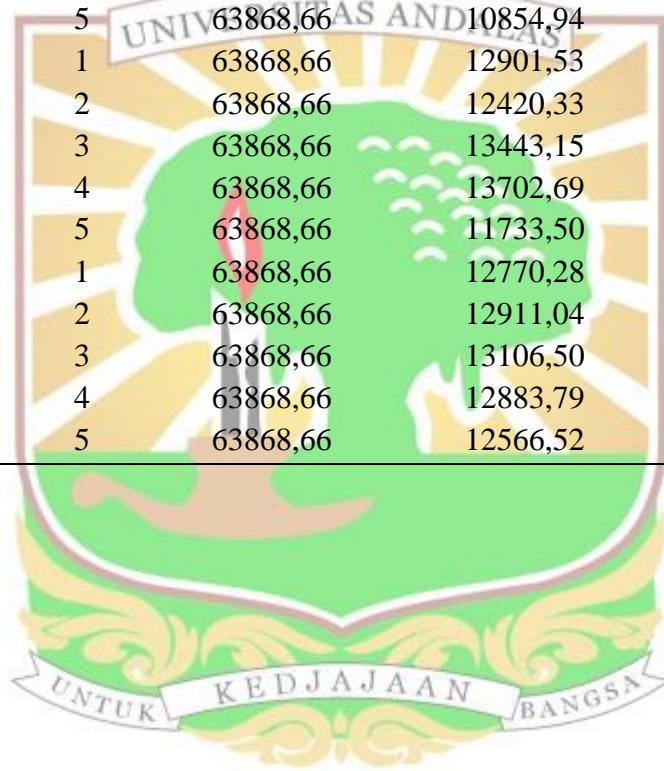 UNIVERSITAS ANDALAS
5 63868,66 10854,94
1 63868,66 12901,53
2 63868,66 12420,33
3 63868,66 13443,15
4 63868,66 13702,69
5 63868,66 11733,50
1 63868,66 12770,28
2 63868,66 12911,04
3 63868,66 13106,50
4 63868,66 12883,79
5 63868,66 12566,52
UNTUK KEDJAJAAN BANGSA